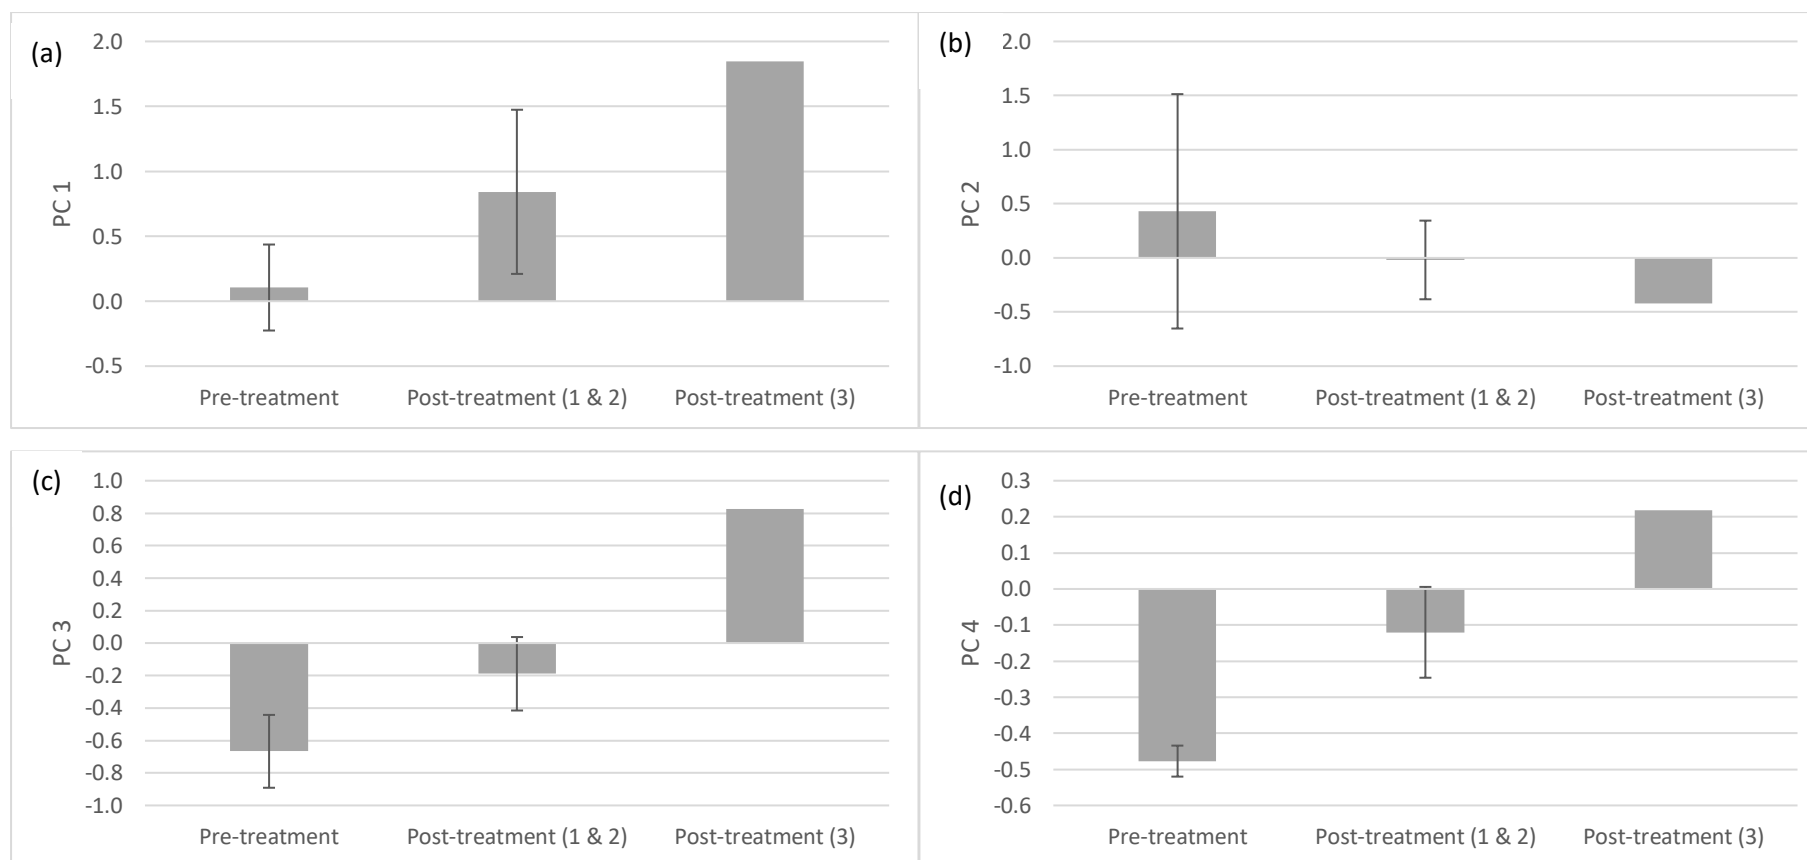 (a)
2.0
1.5
1.0
0.5
0.0
-0.5
PC 1
Pre-treatment Post-treatment (1 & 2) Post-treatment (3)
(b)
2.0
1.5
1.0
0.5
0.0
-0.5
-1.0
PC 2
Pre-treatment Post-treatment (1 & 2) Post-treatment (3)
(c)
1.0
0.8
0.6
0.4
0.2
0.0
-0.2
-0.4
-0.6
-0.8
-1.0
PC 3
Pre-treatment Post-treatment (1 & 2) Post-treatment (3)
(d)
0.3
0.2
0.1
0.0
-0.1
-0.2
-0.3
-0.4
-0.5
-0.6
PC 4
Pre-treatment Post-treatment (1 & 2) Post-treatment (3)